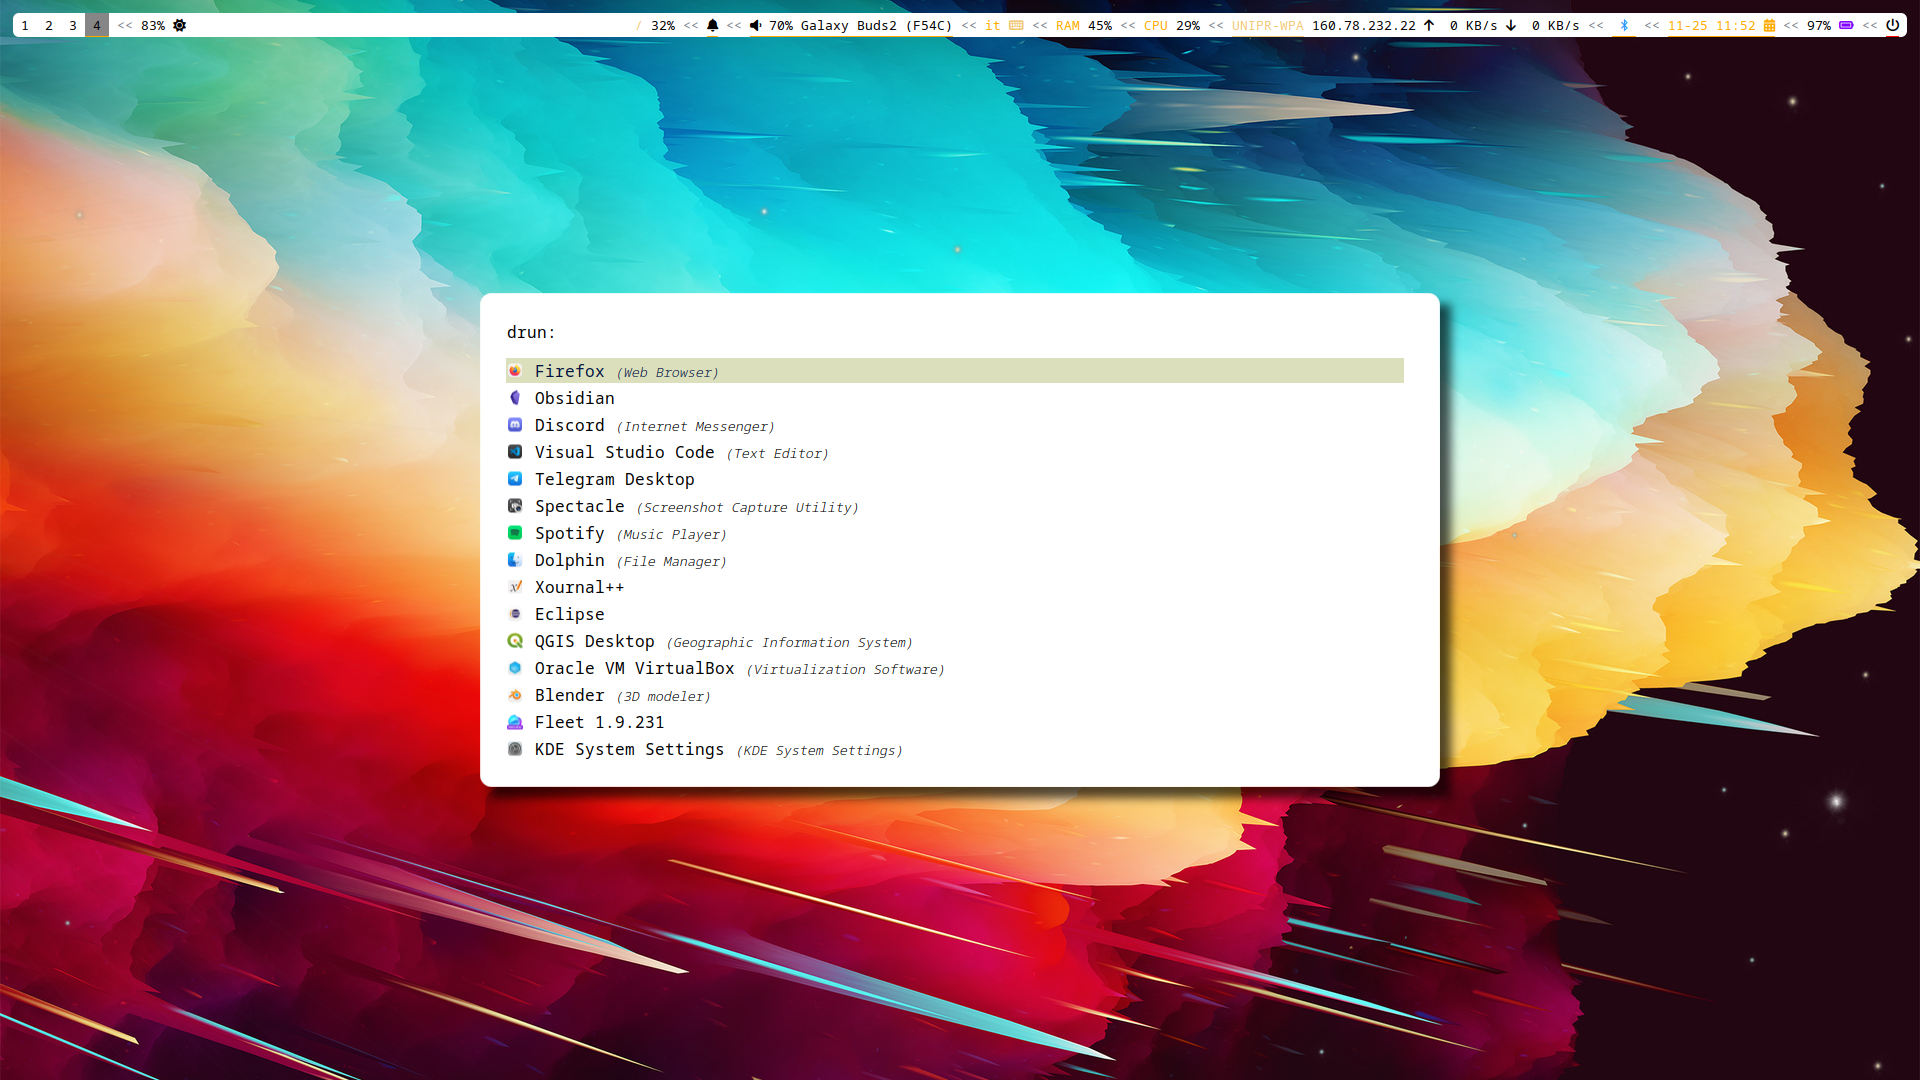 1 2 3 4 << 83% / 32% << << 70% Galaxy Buds2 (F54C) << it << RAM 45% << CPU 29% << UNIPR-WPA 160.78.232.22 0 KB/s 0 KB/s << << 11-25 11:52 << 97% <<
drun:
Firefox (Web Browser)
Obsidian
Discord (Internet Messenger)
Visual Studio Code (Text Editor)
Telegram Desktop
Spectacle (Screenshot Capture Utility)
Spotify (Music Player)
Dolphin (File Manager)
Xournal++
Eclipse
QGIS Desktop (Geographic Information System)
Oracle VM VirtualBox (Virtualization Software)
Blender (3D modeler)
Fleet 1.9.231
KDE System Settings (KDE System Settings)